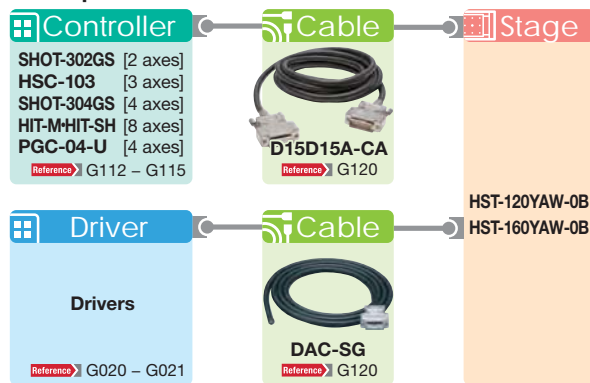 Controller
SHOT-302GS [2 axes]
HSC-103 [3 axes]
SHOT-304GS [4 axes]
HIT-M•HIT-SH [8 axes]
PGC-04-U [4 axes]
Reference G112 – G115
Cable
D15D15A-CA
Reference G120
Stage
HST-120YAW-0B
HST-160YAW-0B
Driver
Drivers
Reference G020 – G021
Cable
DAC-SG
Reference G120